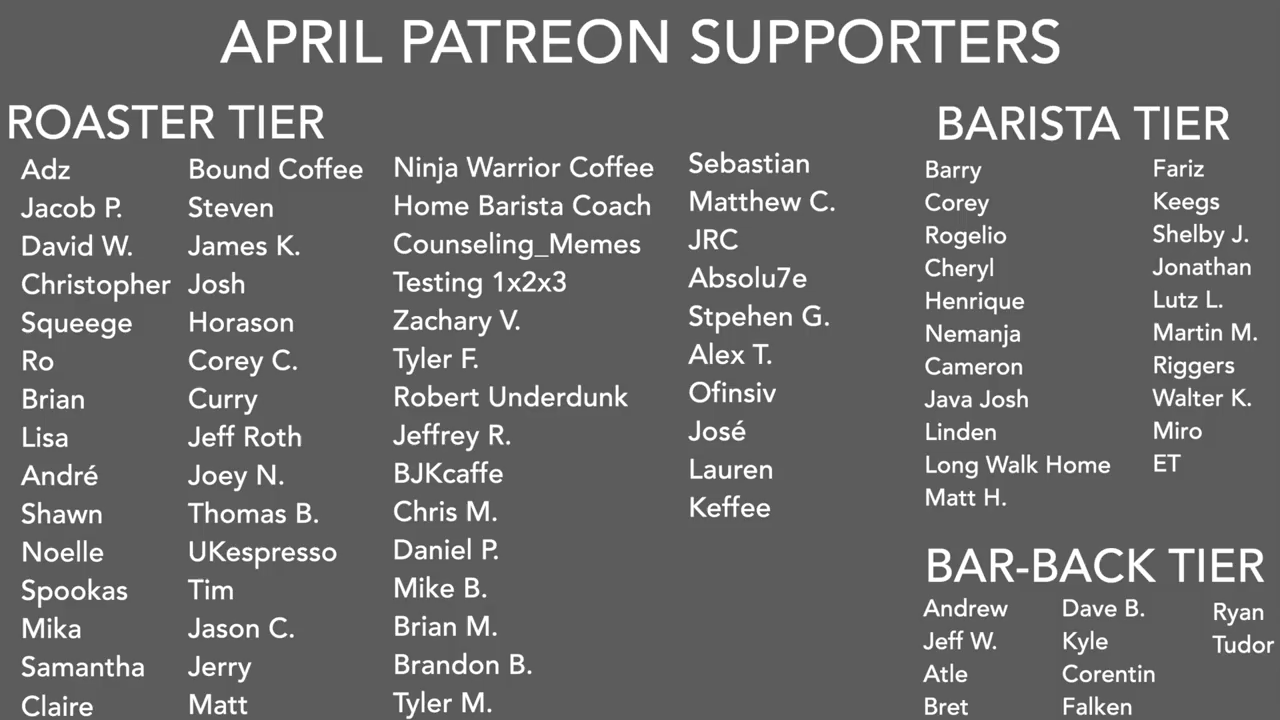 APRIL PATREON SUPPORTERS
ROASTER TIER
Adz
Jacob P.
David W.
Christopher
Squeege
Ro
Brian
Lisa
André
Shawn
Noelle
Spookas
Mika
Samantha
Claire
Bound Coffee
Steven
James K.
Josh
Horason
Corey C.
Curry
Jeff Roth
Joey N.
Thomas B.
UKespresso
Tim
Jason C.
Jerry
Matt
Ninja Warrior Coffee
Home Barista Coach
Counseling_Memes
Testing 1x2x3
Zachary V.
Tyler F.
Robert Underdunk
Jeffrey R.
BJKcaffe
Chris M.
Daniel P.
Mike B.
Brian M.
Brandon B.
Tyler M.
Sebastian
Matthew C.
JRC
Absolu7e
Stpehen G.
Alex T.
Ofinsiv
José
Lauren
Keffee
BARISTA TIER
Barry
Corey
Rogelio
Cheryl
Henrique
Nemanja
Cameron
Java Josh
Linden
Long Walk Home
Matt H.
Fariz
Keegs
Shelby J.
Jonathan
Lutz L.
Martin M.
Riggers
Walter K.
Miro
ET
BAR-BACK TIER
Andrew
Jeff W.
Atle
Bret
Dave B.
Kyle
Corentin
Falken
Ryan
Tudor